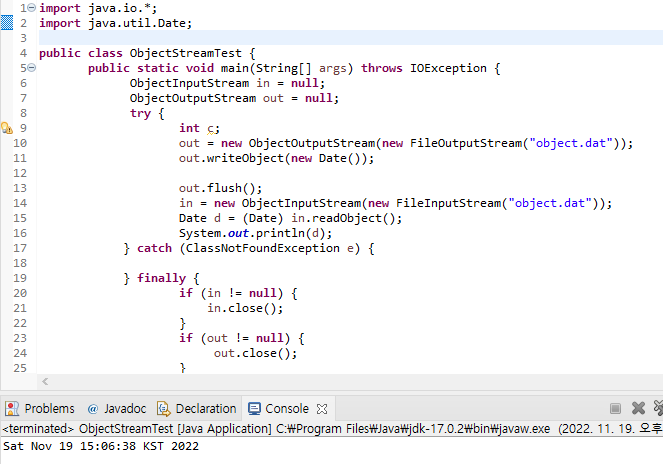 1 import java.io.*;
2 import java.util.Date;
3
4 public class ObjectStreamTest {
5 public static void main(String[] args) throws IOException {
6 ObjectInputStream in = null;
7 ObjectOutputStream out = null;
8 try {
9 int c;
10 out = new ObjectOutputStream(new FileOutputStream("object.dat"));
11 out.writeObject(new Date());
12
13 out.flush();
14 in = new ObjectInputStream(new FileInputStream("object.dat"));
15 Date d = (Date) in.readObject();
16 System.out.println(d);
17 } catch (ClassNotFoundException e) {
18
19 } finally {
20 if (in != null) {
21 in.close();
22 }
23 if (out != null) {
24 out.close();
25 }
Problems @ Javadoc Declaration Console
<terminated> ObjectStreamTest [Java Application] C:₩Program Files₩Java₩jdk-17.0.2₩bin₩javaw.exe (2022. 11. 19. 오후
Sat Nov 19 15:06:38 KST 2022